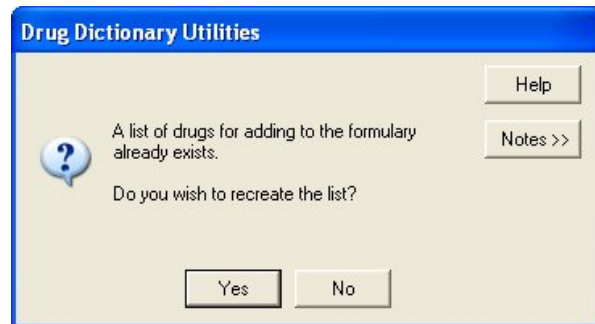 Drug Dictionary Utilities
Help
A list of drugs for adding to the formulary
already exists.
Notes >>
?
Do you wish to recreate the list?
Yes
No